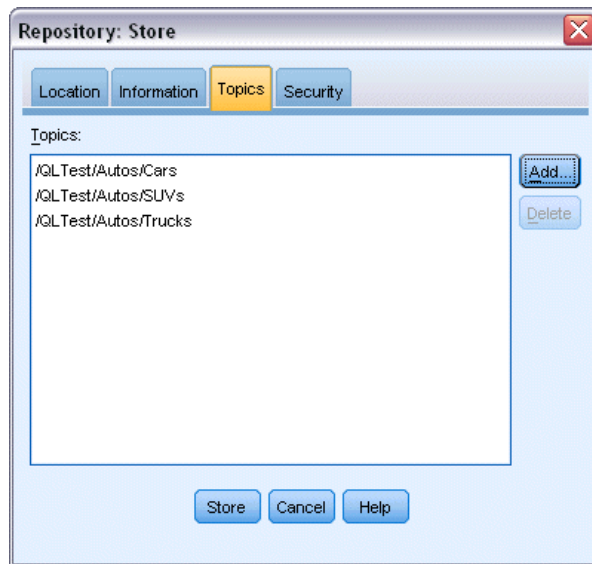 Repository: Store
Location Information Topics Security
Topics:
/QLTest/Autos/Cars
/QLTest/Autos/SUVs
/QLTest/Autos/Trucks
Add...
Delete
Store Cancel Help